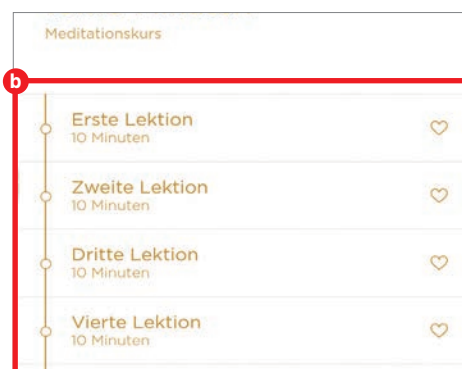 Meditationskurs
b
Erste Lektion
10 Minuten
Zweite Lektion
10 Minuten
Dritte Lektion
10 Minuten
Vierte Lektion
10 Minuten